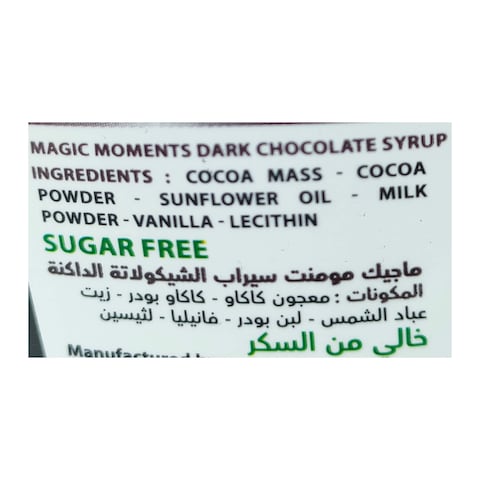 MAGIC MOMENTS DARK CHOCOLATE SYRUP
INGREDIENTS : COCOA MASS - COCOA
POWDER - SUNFLOWER OIL - MILK
POWDER - VANILLA - LECITHIN
SUGAR FREE
ماجيك مومنت سيراب الشيكولاتة الداكنة
المكونات : معجون كاكاو - كاكاو بودر - زيت
عباد الشمس - لبن بودر - فانيليا - لثيسين
خالى من السكر
Manufactured